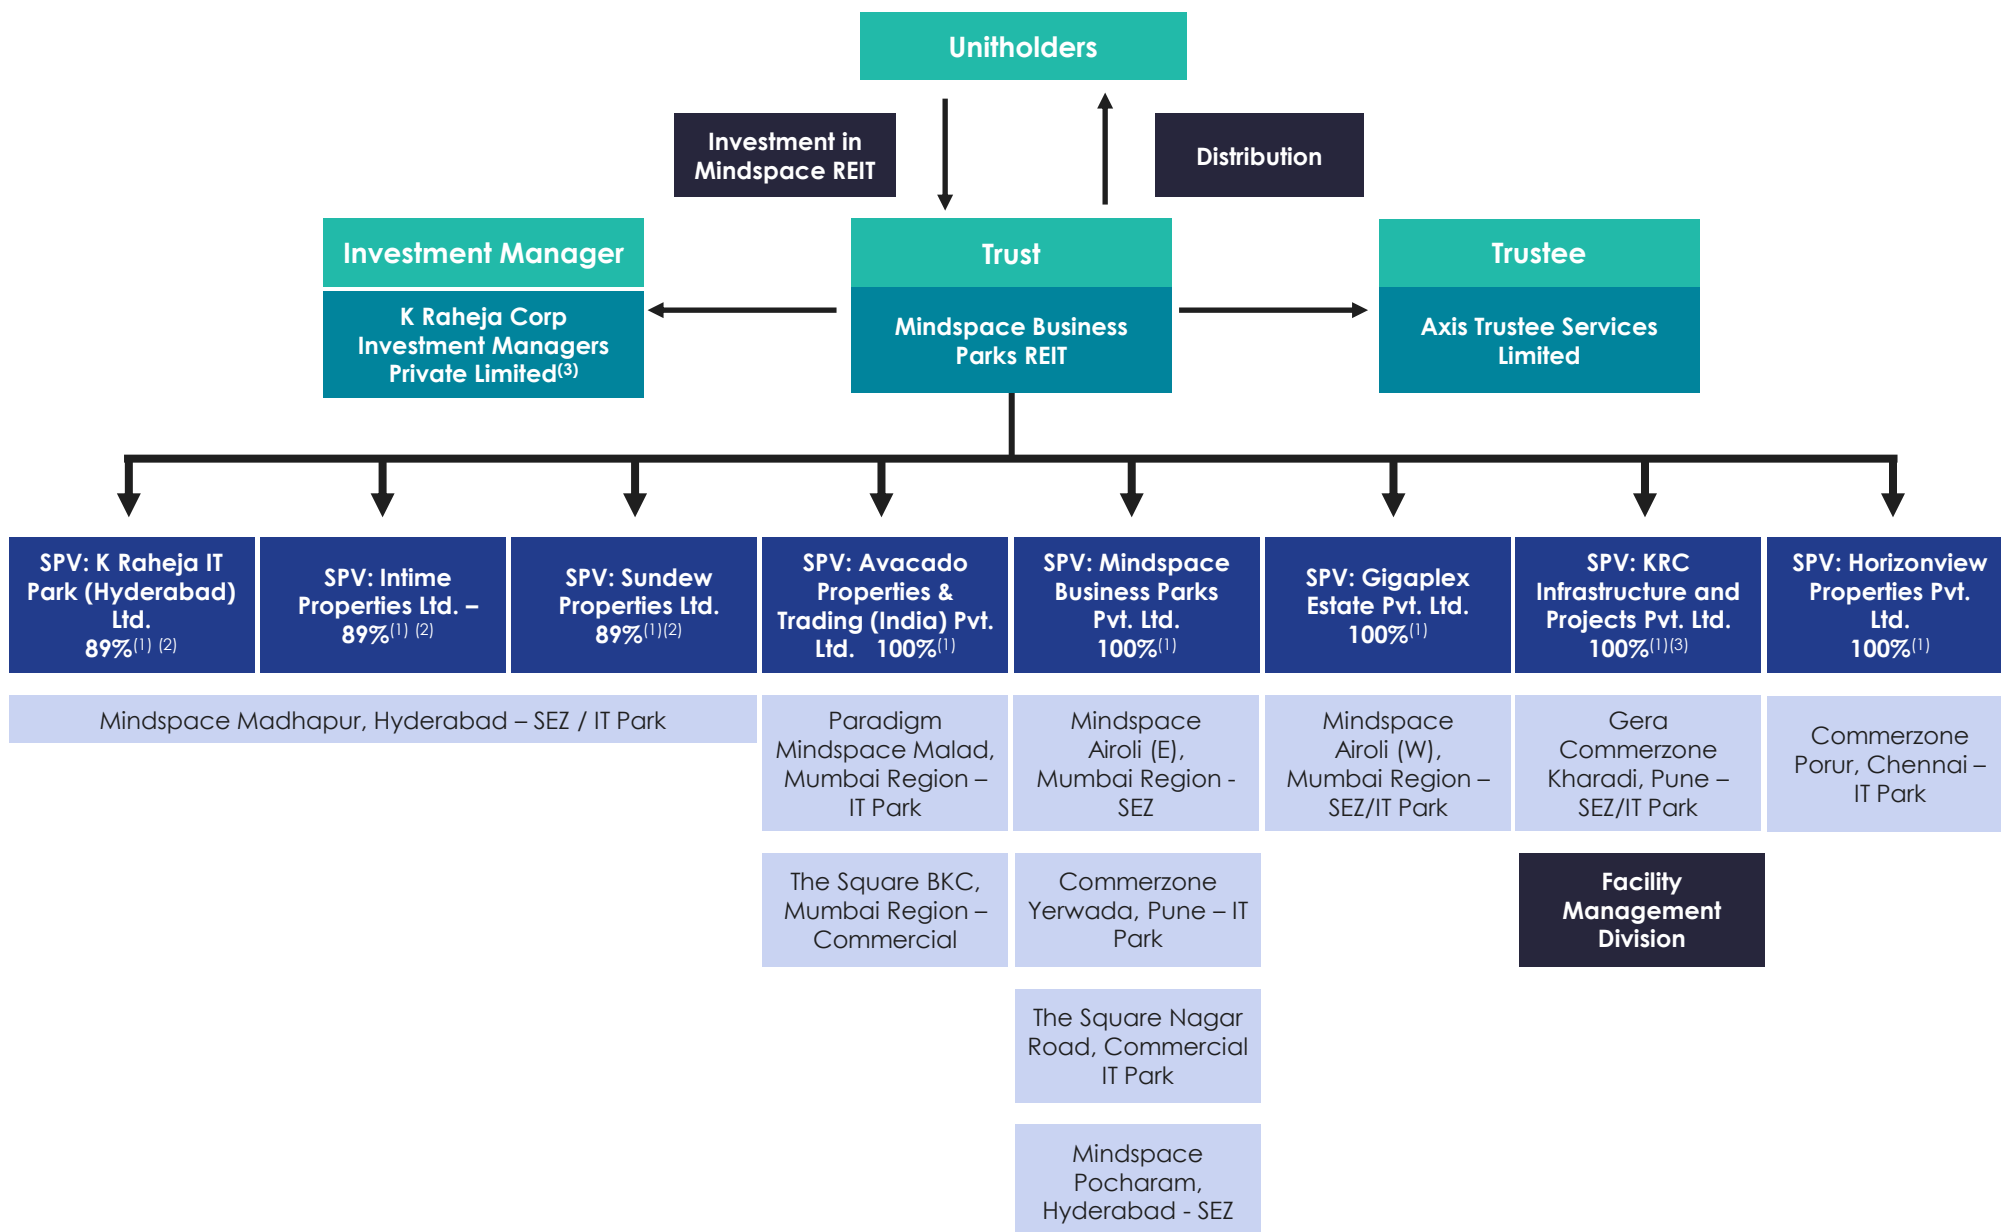 Unitholders
Investment in
Mindspace REIT
Distribution
Investment Manager
K Raheja Corp
Investment Managers
Private Limited(3)
Trust
Mindspace Business
Parks REIT
Trustee
Axis Trustee Services
Limited
SPV: K Raheja IT
Park (Hyderabad)
Ltd.
89%(1) (2)
SPV: Intime
Properties Ltd. –
89%(1) (2)
SPV: Sundew
Properties Ltd.
89%(1)(2)
SPV: Avacado
Properties &
Trading (India) Pvt.
Ltd. 100%(1)
SPV: Mindspace
Business Parks
Pvt. Ltd.
100%(1)
SPV: Gigaplex
Estate Pvt. Ltd.
100%(1)
SPV: KRC
Infrastructure and
Projects Pvt. Ltd.
100%(1)(3)
SPV: Horizonview
Properties Pvt.
Ltd.
100%(1)
Mindspace Madhapur, Hyderabad – SEZ / IT Park
Paradigm
Mindspace Malad,
Mumbai Region –
IT Park
Mindspace
Airoli (E),
Mumbai Region -
SEZ
Mindspace
Airoli (W),
Mumbai Region –
SEZ/IT Park
Gera
Commerzone
Kharadi, Pune –
SEZ/IT Park
Commerzone
Porur, Chennai –
IT Park
The Square BKC,
Mumbai Region –
Commercial
Commerzone
Yerwada, Pune – IT
Park
Facility
Management
Division
The Square Nagar
Road, Commercial
IT Park
Mindspace
Pocharam,
Hyderabad - SEZ